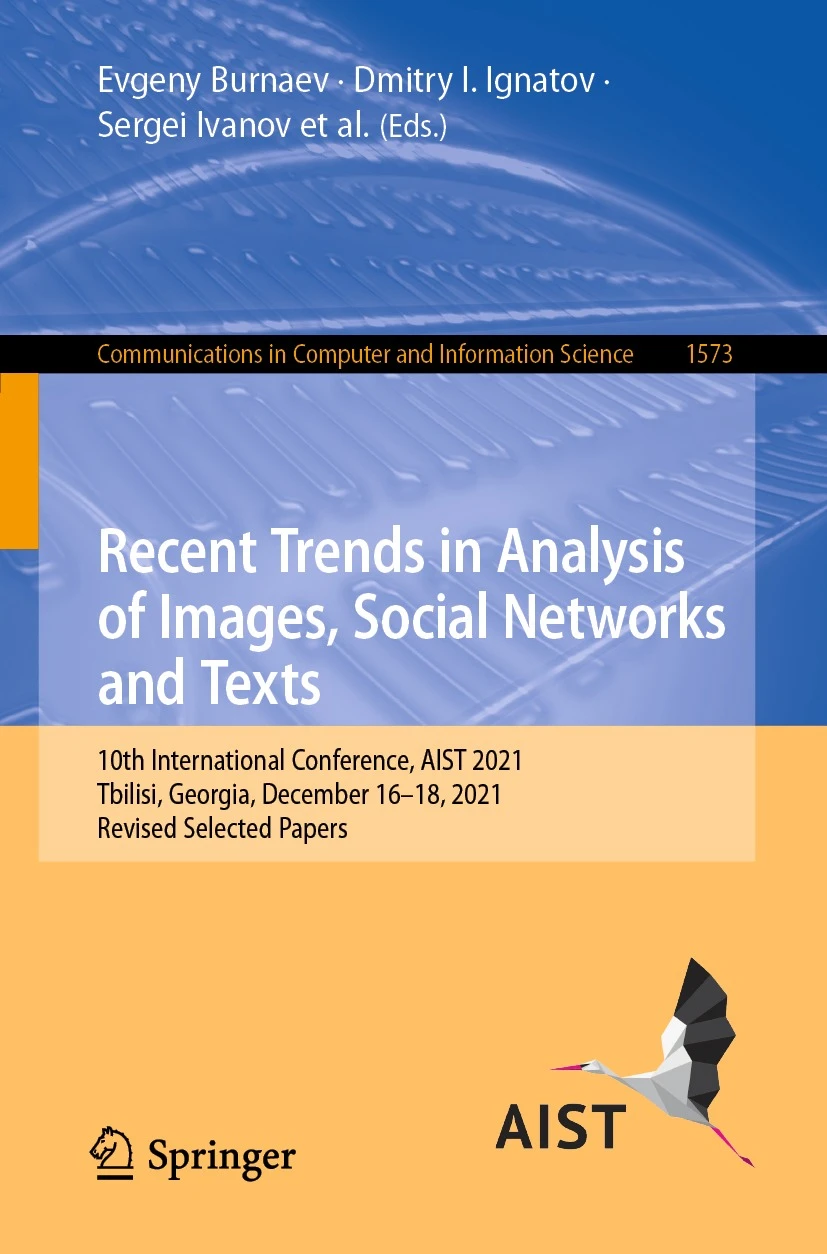 Evgeny Burnaev · Dmitry I. Ignatov ·
Sergei Ivanov et al. (Eds.)
Communications in Computer and Information Science 1573
Recent Trends in Analysis
of Images, Social Networks
and Texts
10th International Conference, AIST 2021
Tbilisi, Georgia, December 16–18, 2021
Revised Selected Papers
AIST
Springer